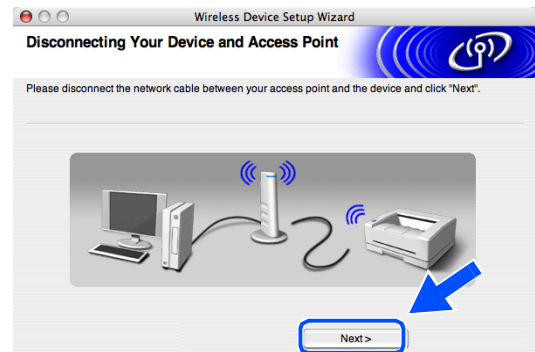 Wireless Device Setup Wizard
Disconnecting Your Device and Access Point
Please disconnect the network cable between your access point and the device and click "Next".
Next >